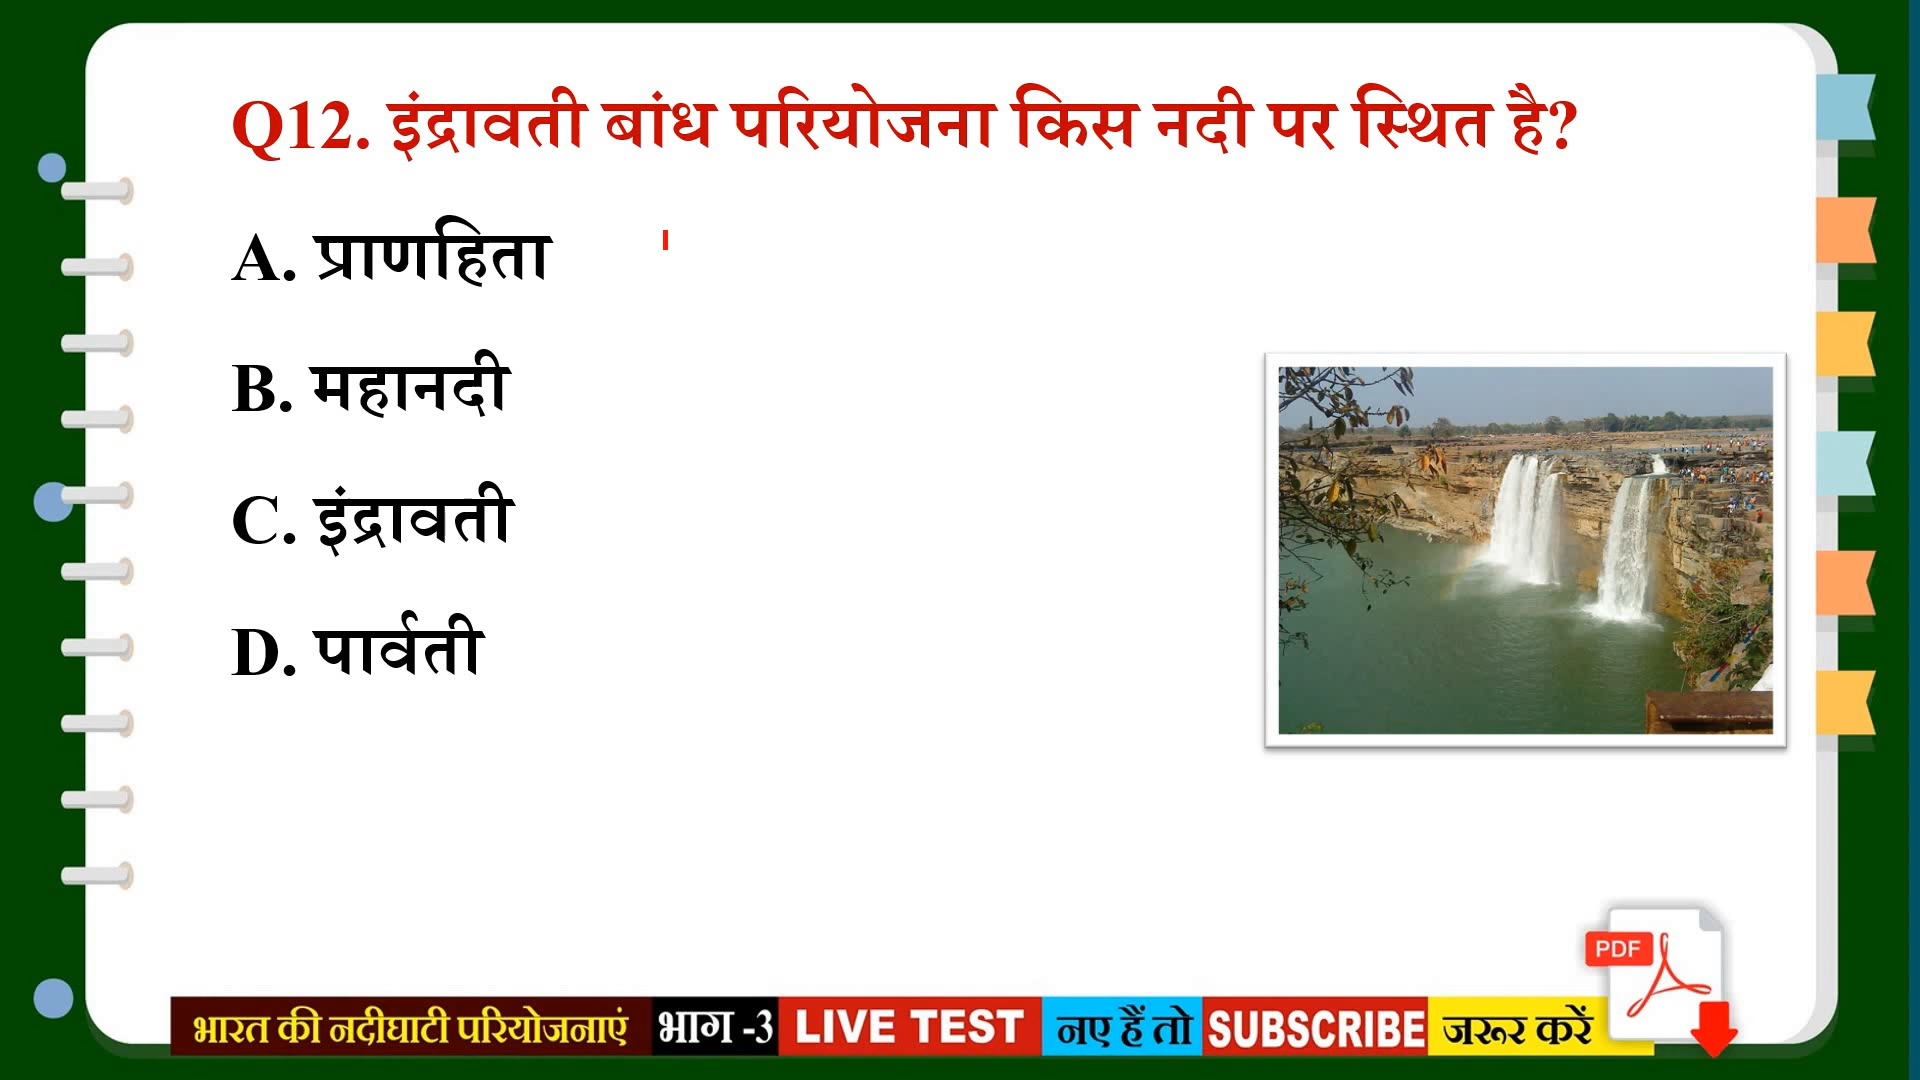 Q12. इंद्रावती बांध परियोजना किस नदी पर स्थित है?
A. प्राणहिता
B. महानदी
C. इंद्रावती
D. पार्वती
PDF
भारत की नदीघाटी परियोजनाएं भाग -3 LIVE TEST नए हैं तो SUBSCRIBE जरूर करें